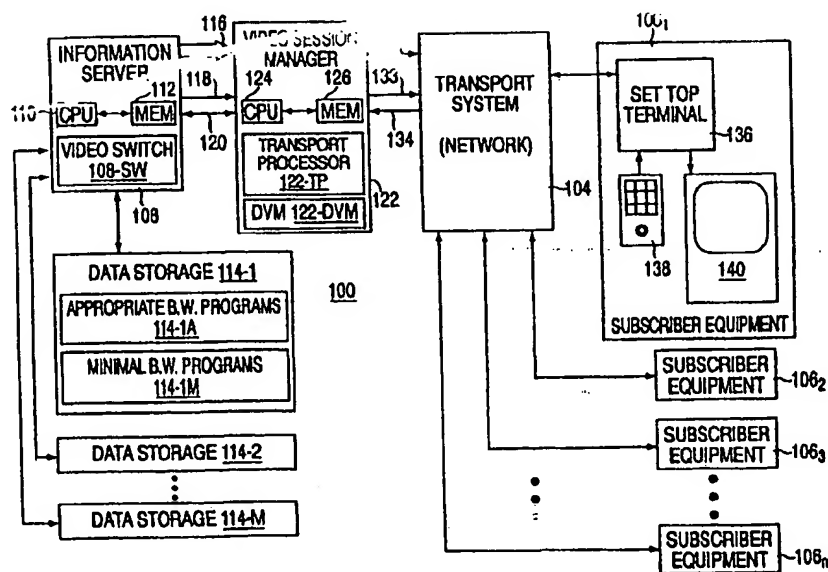 INFORMATION
SERVER
CPU
112
MEM
VIDEO SWITCH
108-SW
108
116
118
120
VIDEO SESSION
MANAGER
124
CPU
126
MEM
TRANSPORT
PROCESSOR
122-TP
DVM 122-DVM
122
133
134
TRANSPORT
SYSTEM
(NETWORK)
104
SET TOP
TERMINAL
136
138
140
SUBSCRIBER EQUIPMENT
DATA STORAGE 114-1
APPROPRIATE B.W. PROGRAMS
114-1A
MINIMAL B.W. PROGRAMS
114-1M
100
DATA STORAGE 114-2
DATA STORAGE 114-M
SUBSCRIBER
EQUIPMENT
106₂
SUBSCRIBER
EQUIPMENT
106₃
SUBSCRIBER
EQUIPMENT
106ₙ